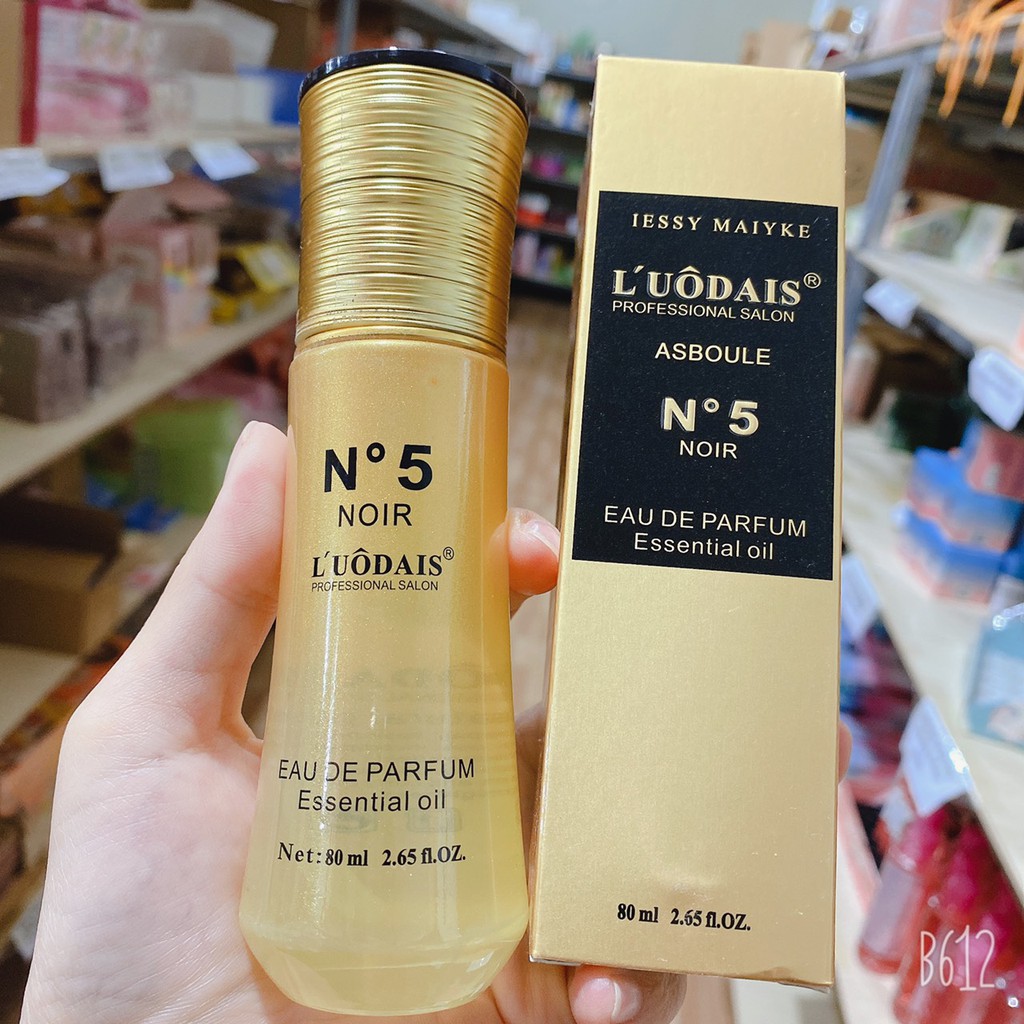 N° 5
NOIR
L'UÔDAIS®
PROFESSIONAL SALON
EAU DE PARFUM
Essential oil
Net: 80 ml 2.65 fl.OZ.
IESSY MAIYKE
L'UÔDAIS®
PROFESSIONAL SALON
ASBOULE
N° 5
NOIR
EAU DE PARFUM
Essential oil
80 ml 2.65 fl.OZ.
B612